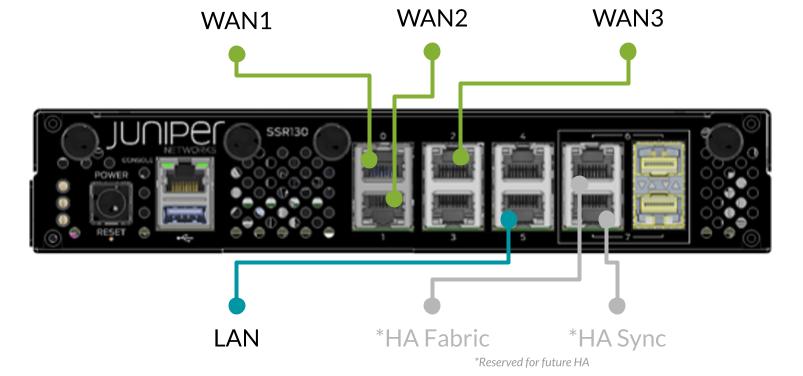 WAN1
WAN2
WAN3
JUNIPER
NETWORKS
SSR130
CONSOLE
POWER
RESET
0
2
4
6
1
3
5
7
LAN
*HA Fabric
*HA Sync
*Reserved for future HA